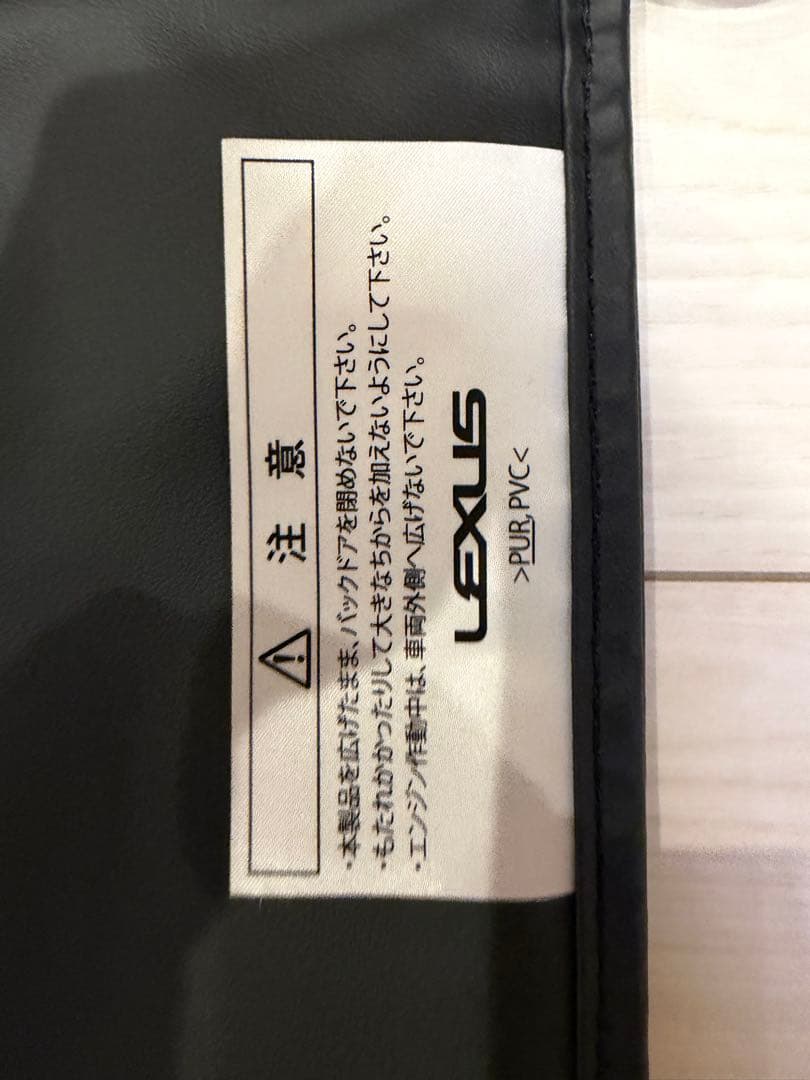 注意
・本製品を広げたまま、バックドアを閉めないで下さい。
・もたれかかったりして大きなちからを加えないようにして下さい。
・エンジン作動中は、車両外側へ広げないで下さい。
LEXUS
>PUR,PVC<